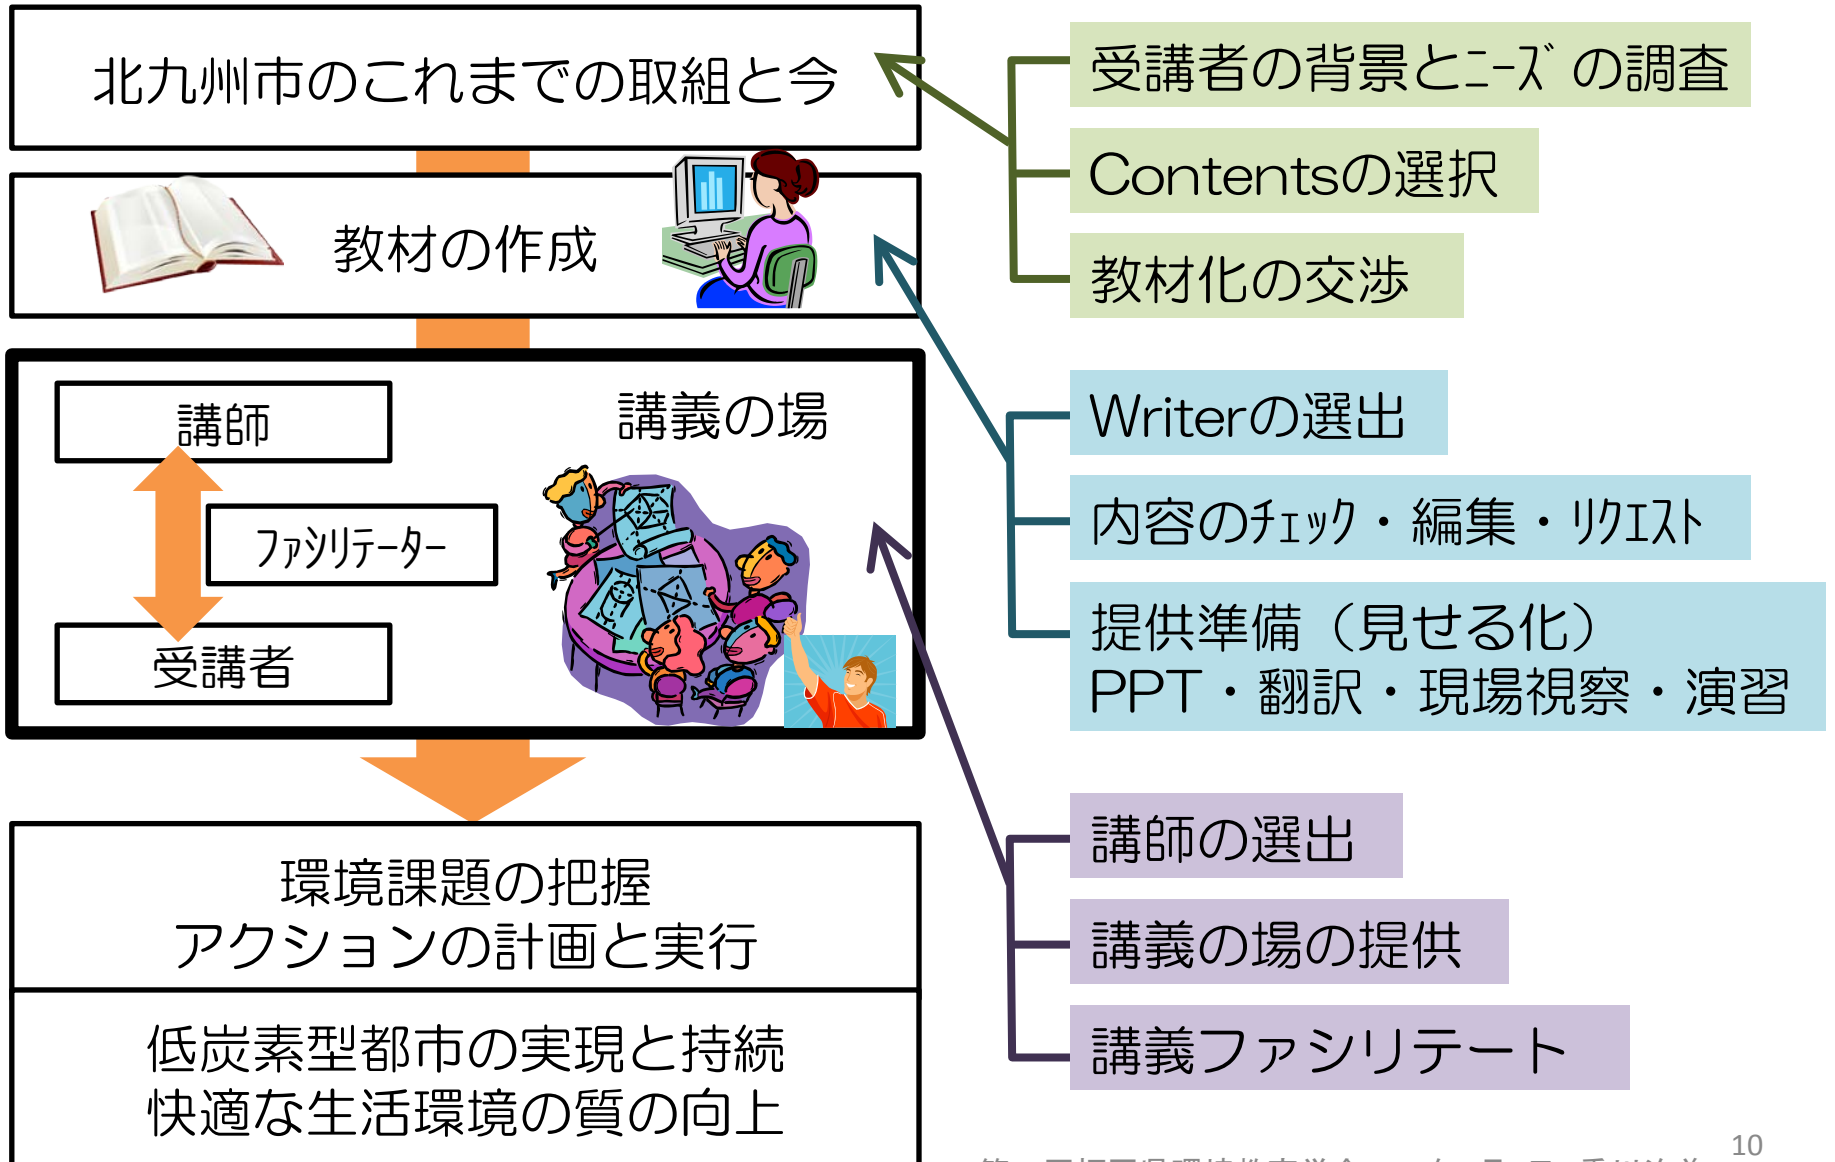 北九州市のこれまでの取組と今
教材の作成
講義の場
講師
ﾌｧｼﾘﾃｰﾀｰ
受講者
環境課題の把握
アクションの計画と実行
低炭素型都市の実現と持続
快適な生活環境の質の向上
受講者の背景とﾆｰｽﾞの調査
Contentsの選択
教材化の交渉
Writerの選出
内容のﾁｪｯｸ・編集・ﾘｸｴｽﾄ
提供準備（見せる化）
PPT・翻訳・現場視察・演習
講師の選出
講義の場の提供
講義ファシリテート
10